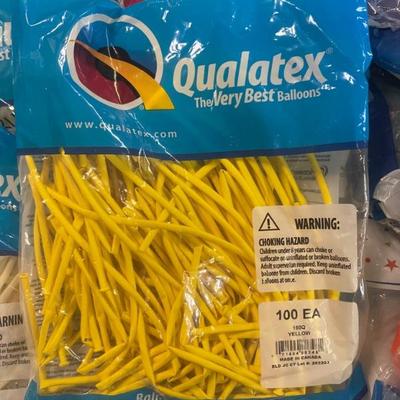 Qualatex®
The Very Best Balloons™
www.qualatex.com
WARNING:
CHOKING HAZARD
Children under 8 years can choke or
suffocate on uninflated or broken balloons.
Adult supervision required. Keep uninflated
balloons from children. Discard broken
balloons at once.
100 EA
160Q
YELLOW
MADE IN CANADA